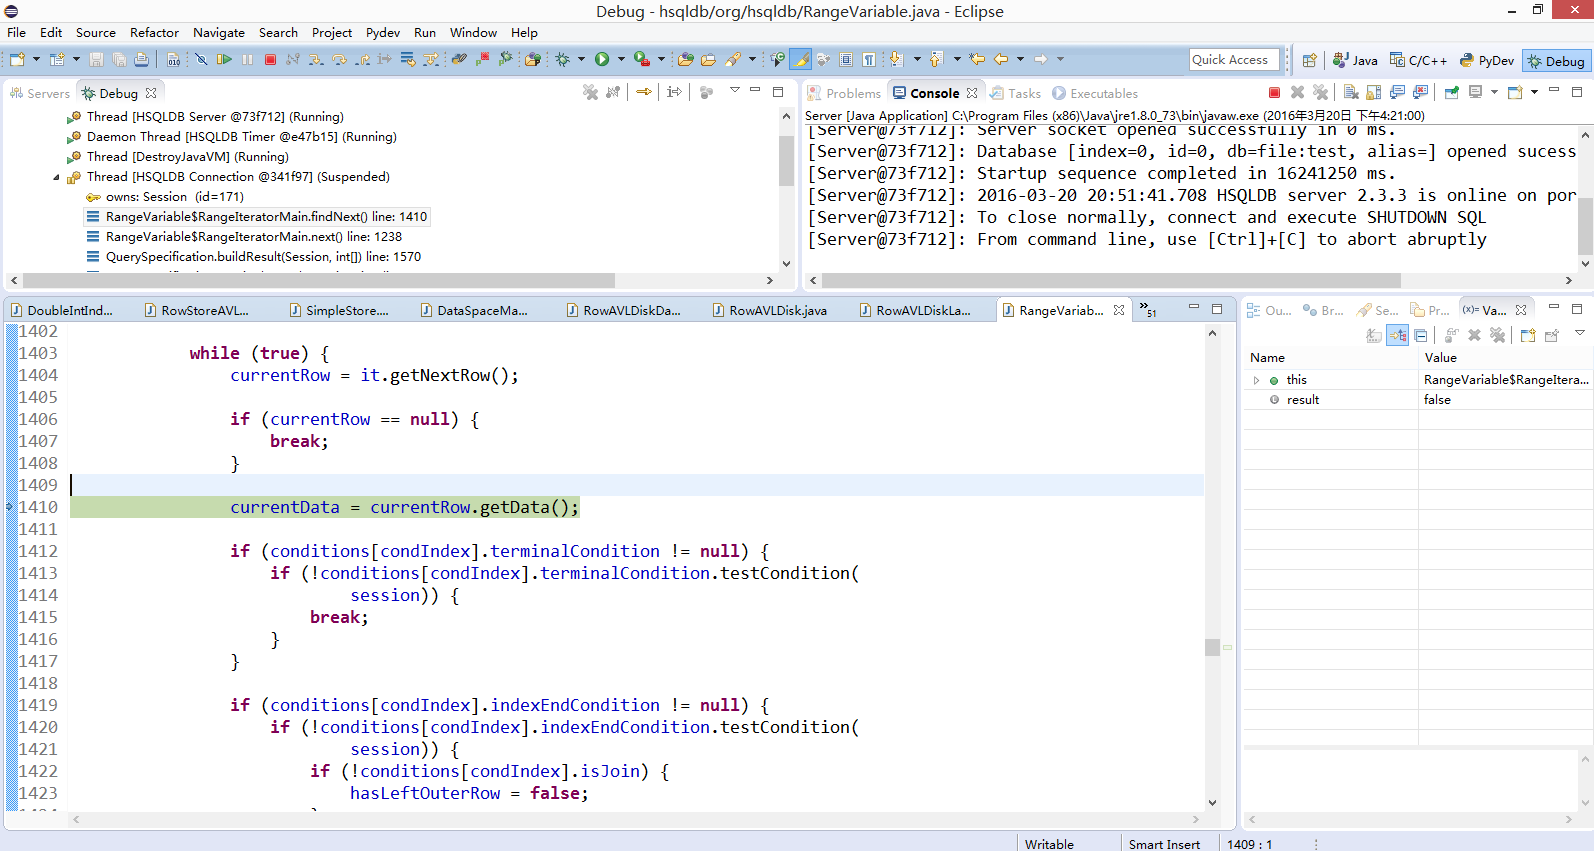 Debug - hsqldb/org/hsqldb/RangeVariable.java - Eclipse
File Edit Source Refactor Navigate Search Project Pydev Run Window Help
Quick Access Java C/C++ PyDev Debug
Servers Debug
Thread [HSQLDB Server @73f712] (Running)
Daemon Thread [HSQLDB Timer @e47b15] (Running)
Thread [DestroyJavaVM] (Running)
Thread [HSQLDB Connection @341f97] (Suspended)
owns: Session (id=171)
RangeVariable$RangeIteratorMain.findNext() line: 1410
RangeVariable$RangeIteratorMain.next() line: 1238
QuerySpecification.buildResult(Session, int[]) line: 1570
Problems Console Tasks Executables
Server [Java Application] C:\Program Files (x86)\Java\jre1.8.0_73\bin\javaw.exe (2016年3月20日 下午4:21:00)
[Server@73f712]: Server socket opened successfully in 0 ms.
[Server@73f712]: Database [index=0, id=0, db=file:test, alias=] opened sucess
[Server@73f712]: Startup sequence completed in 16241250 ms.
[Server@73f712]: 2016-03-20 20:51:41.708 HSQLDB server 2.3.3 is online on por
[Server@73f712]: To close normally, connect and execute SHUTDOWN SQL
[Server@73f712]: From command line, use [Ctrl]+[C] to abort abruptly
DoubleIntInd... RowStoreAVL... SimpleStore.... DataSpaceMa... RowAVLDiskDa... RowAVLDisk.java RowAVLDiskLa... RangeVariab... »51
1402
1403 while (true) {
1404 currentRow = it.getNextRow();
1405
1406 if (currentRow == null) {
1407 break;
1408 }
1409
1410 currentData = currentRow.getData();
1411
1412 if (conditions[condIndex].terminalCondition != null) {
1413 if (!conditions[condIndex].terminalCondition.testCondition(
1414 session)) {
1415 break;
1416 }
1417 }
1418
1419 if (conditions[condIndex].indexEndCondition != null) {
1420 if (!conditions[condIndex].indexEndCondition.testCondition(
1421 session)) {
1422 if (!conditions[condIndex].isJoin) {
1423 hasLeftOuterRow = false;
Ou... Br... Se... Pr... (x)= Va...
Name Value
this RangeVariable$RangeItera...
result false
Writable Smart Insert 1409 : 1